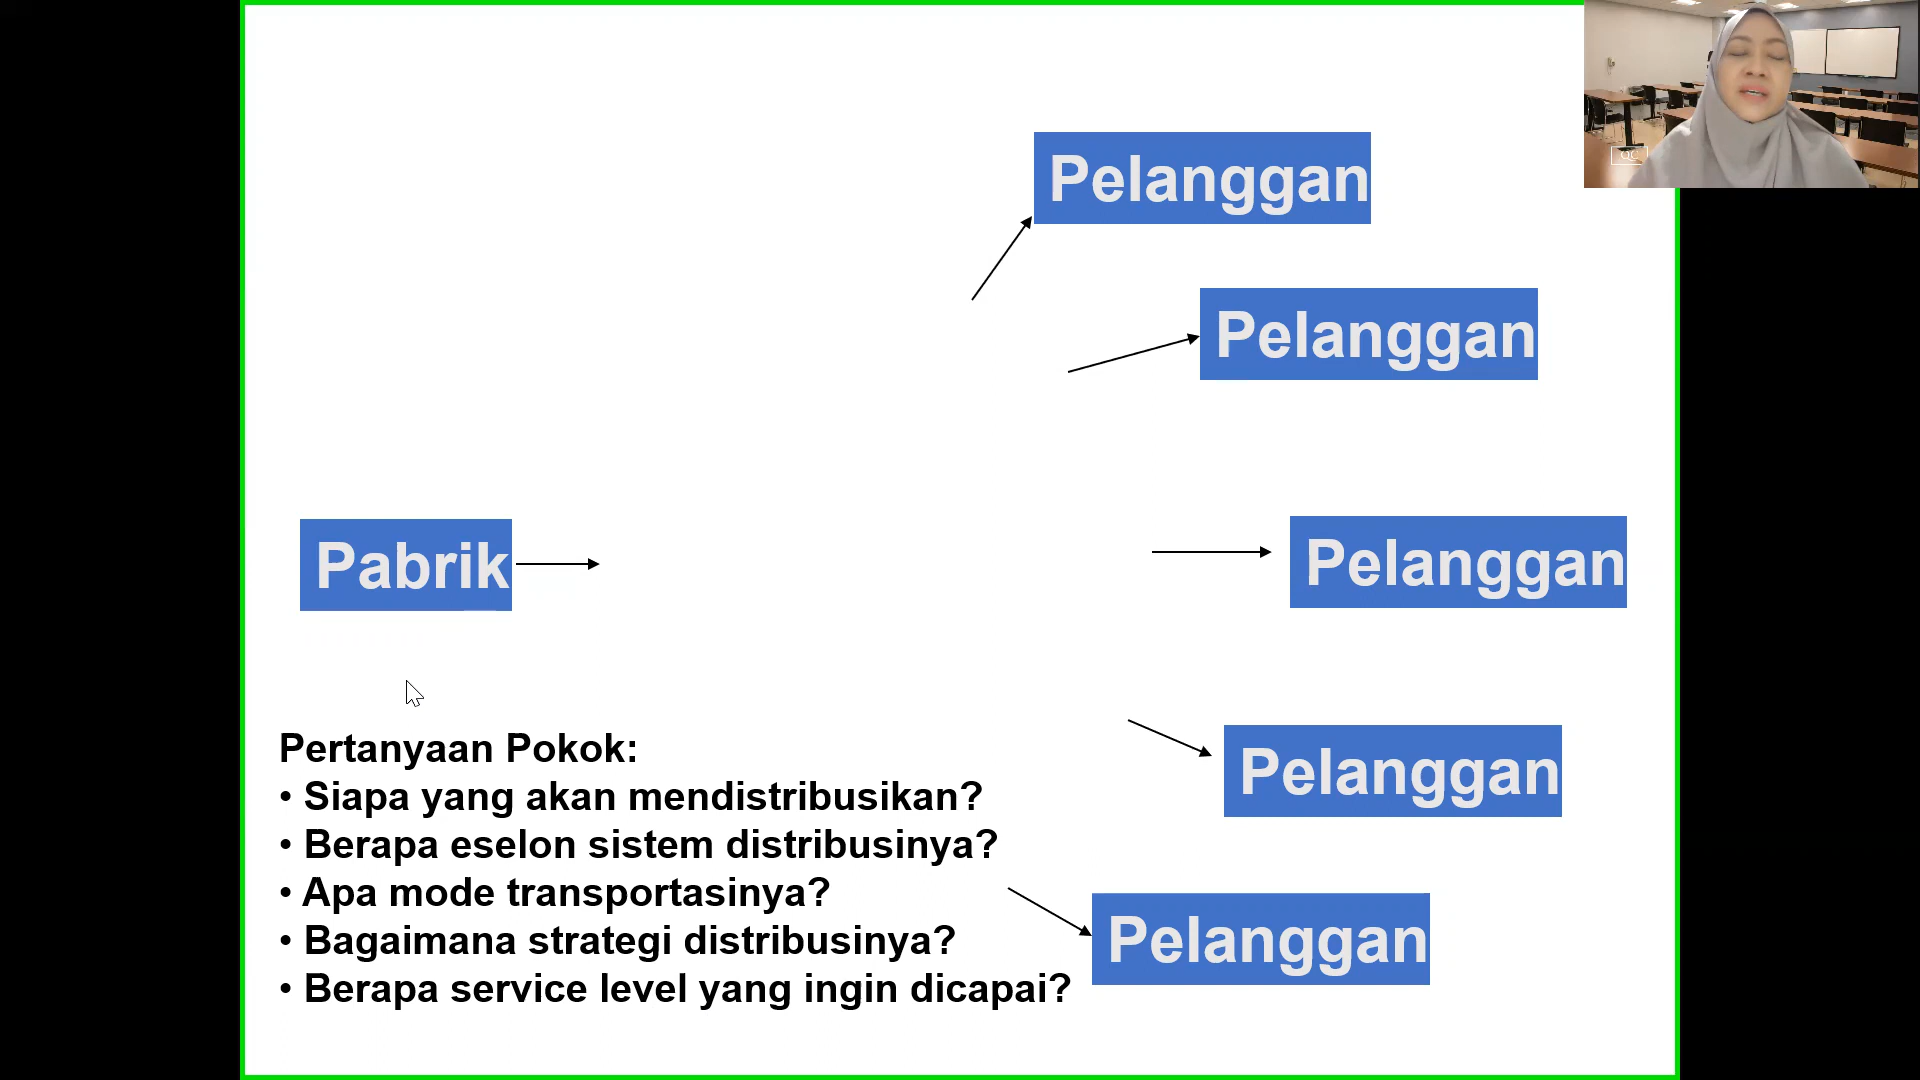 Pelanggan
Pelanggan
Pabrik
Pelanggan
Pelanggan
Pertanyaan Pokok:
• Siapa yang akan mendistribusikan?
• Berapa eselon sistem distribusinya?
• Apa mode transportasinya?
• Bagaimana strategi distribusinya?
• Berapa service level yang ingin dicapai?
Pelanggan